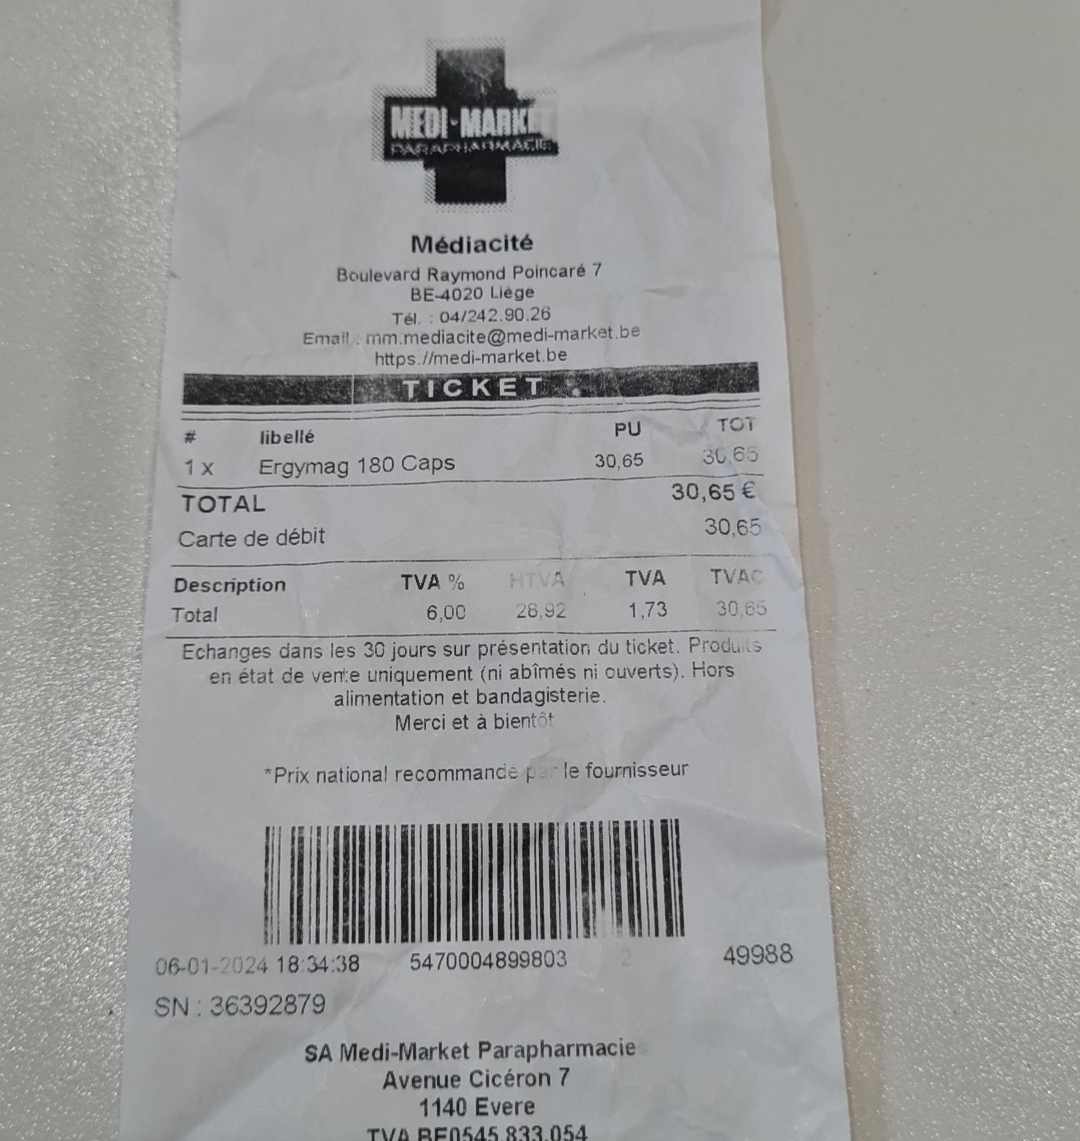 MEDI-MARKET
PARAPHARMACIE
Médiacité
Boulevard Raymond Poincaré 7
BE-4020 Liège
Tél. : 04/242.90.26
Email : mm.mediacite@medi-market.be
https://medi-market.be
TICKET
# libellé PU TOT
1 x Ergymag 180 Caps 30,65 30,65
TOTAL 30,65 €
Carte de débit 30,65
Description TVA % HTVA TVA TVAC
Total 6,00 28,92 1,73 30,65
Echanges dans les 30 jours sur présentation du ticket. Produits
en état de vente uniquement (ni abîmés ni ouverts). Hors
alimentation et bandagisterie.
Merci et à bientôt
*Prix national recommandé par le fournisseur
06-01-2024 18:34:38 5470004899803 2 49988
SN : 36392879
SA Medi-Market Parapharmacie
Avenue Cicéron 7
1140 Evere
TVA BE0545.833.054